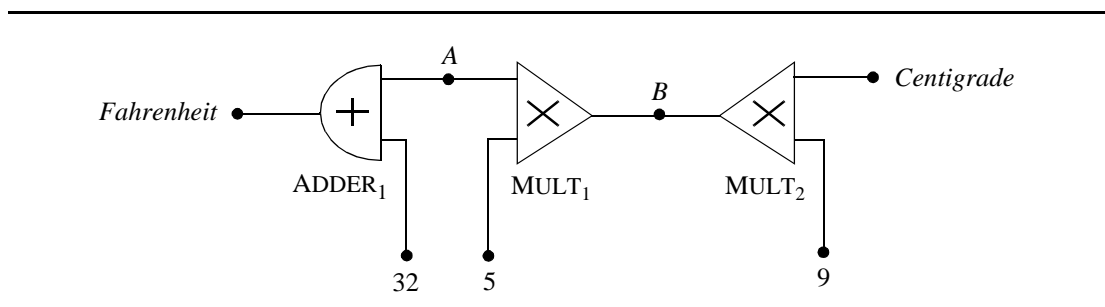 A
B
Centigrade
Fahrenheit
+
×
×
ADDER1
MULT1
MULT2
32
5
9